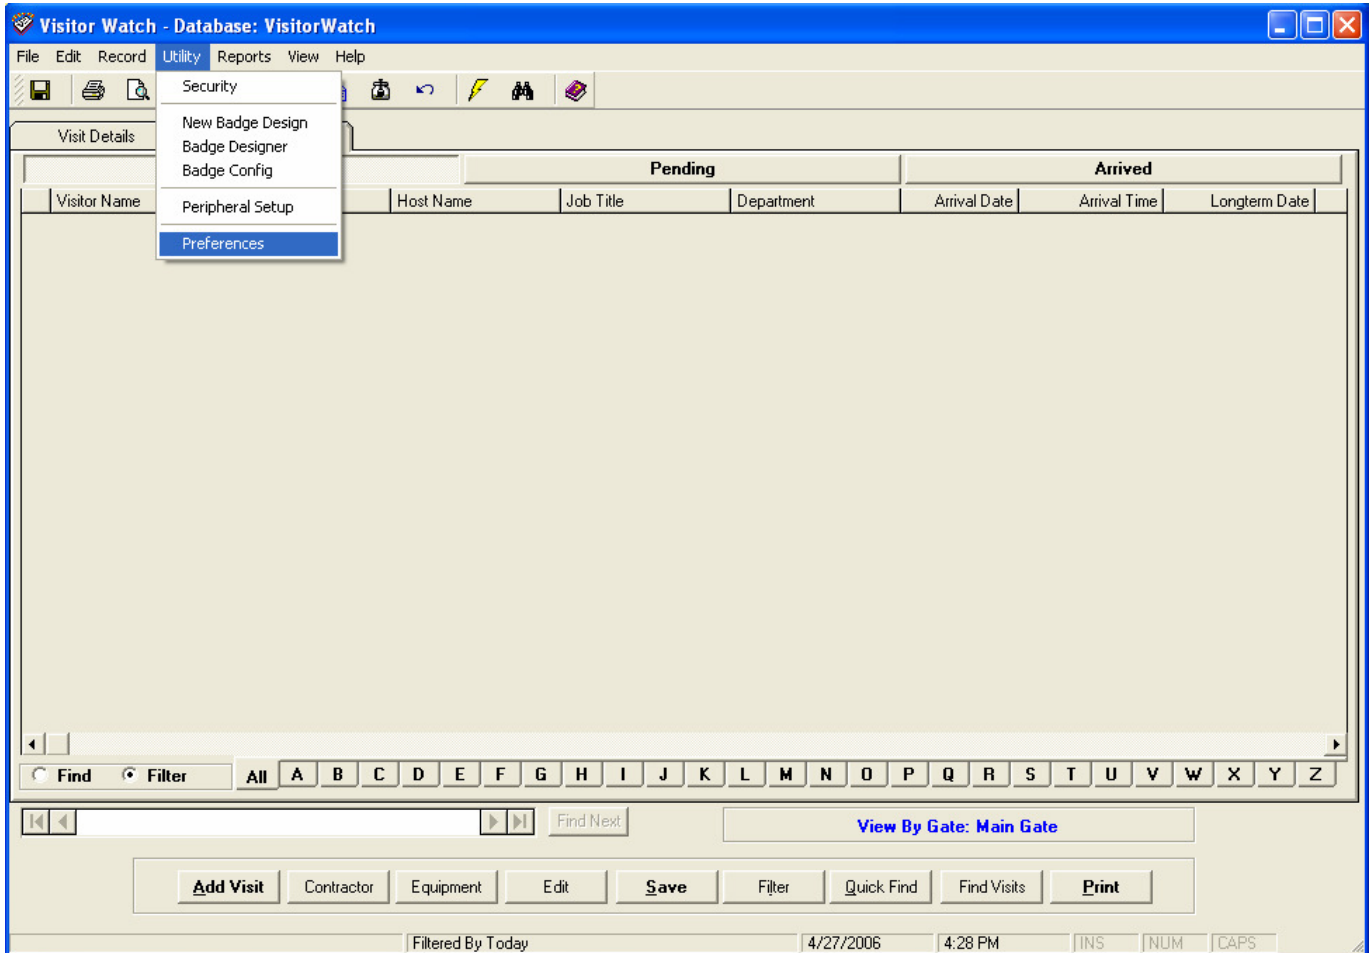 Visitor Watch - Database: VisitorWatch
File Edit Record Utility Reports View Help
Security
New Badge Design
Badge Designer
Badge Config
Peripheral Setup
Preferences
Visit Details
Pending Arrived
Visitor Name Host Name Job Title Department Arrival Date Arrival Time Longterm Date
Find Filter All A B C D E F G H I J K L M N O P Q R S T U V W X Y Z
Find Next View By Gate: Main Gate
Add Visit Contractor Equipment Edit Save Filter Quick Find Find Visits Print
Filtered By Today 4/27/2006 4:28 PM INS NUM CAPS